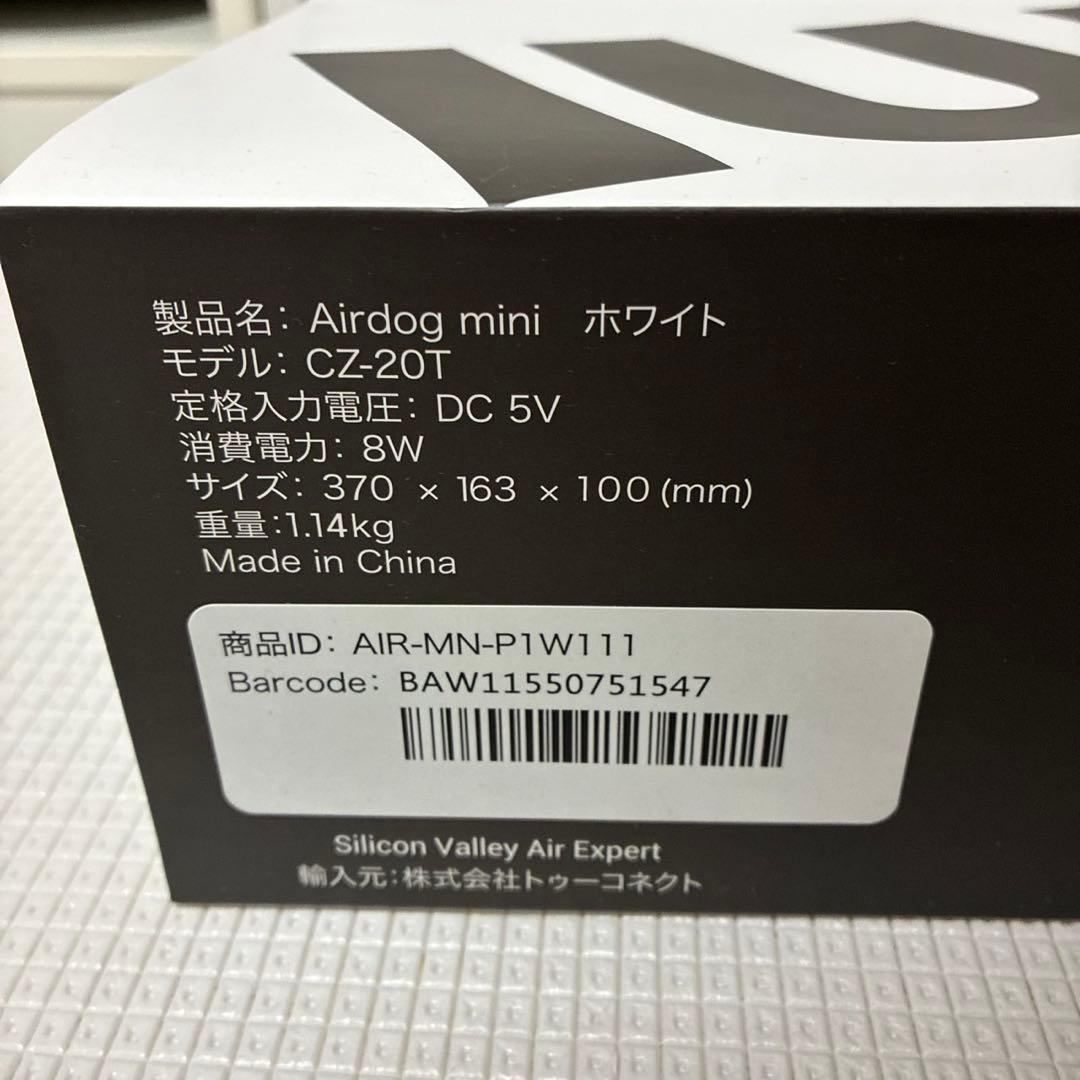 製品名: Airdog mini ホワイト
モデル: CZ-20T
定格入力電圧: DC 5V
消費電力: 8W
サイズ: 370 × 163 × 100 (mm)
重量:1.14kg
Made in China
商品ID: AIR-MN-P1W111
Barcode: BAW11550751547
Silicon Valley Air Expert
輸入元:株式会社トゥーコネクト